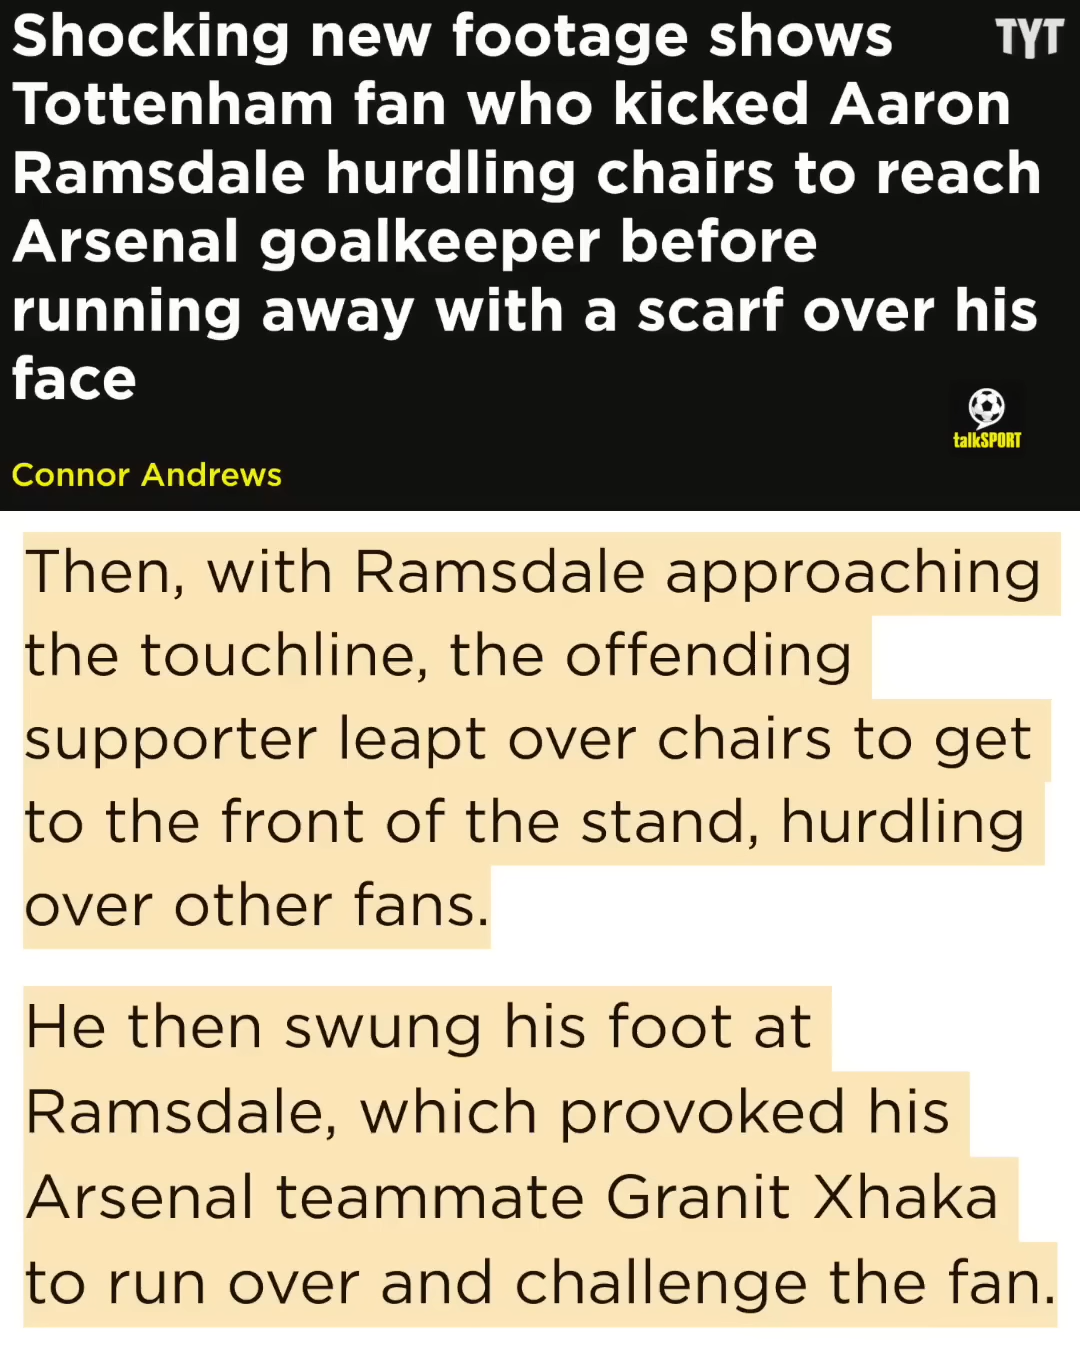 Shocking new footage shows
TYT
Tottenham fan who kicked Aaron
Ramsdale hurdling chairs to reach
Arsenal goalkeeper before
running away with a scarf over his
face
talkSPORT
Connor Andrews
Then, with Ramsdale approaching
the touchline, the offending
supporter leapt over chairs to get
to the front of the stand, hurdling
over other fans.
He then swung his foot at
Ramsdale, which provoked his
Arsenal teammate Granit Xhaka
to run over and challenge the fan.